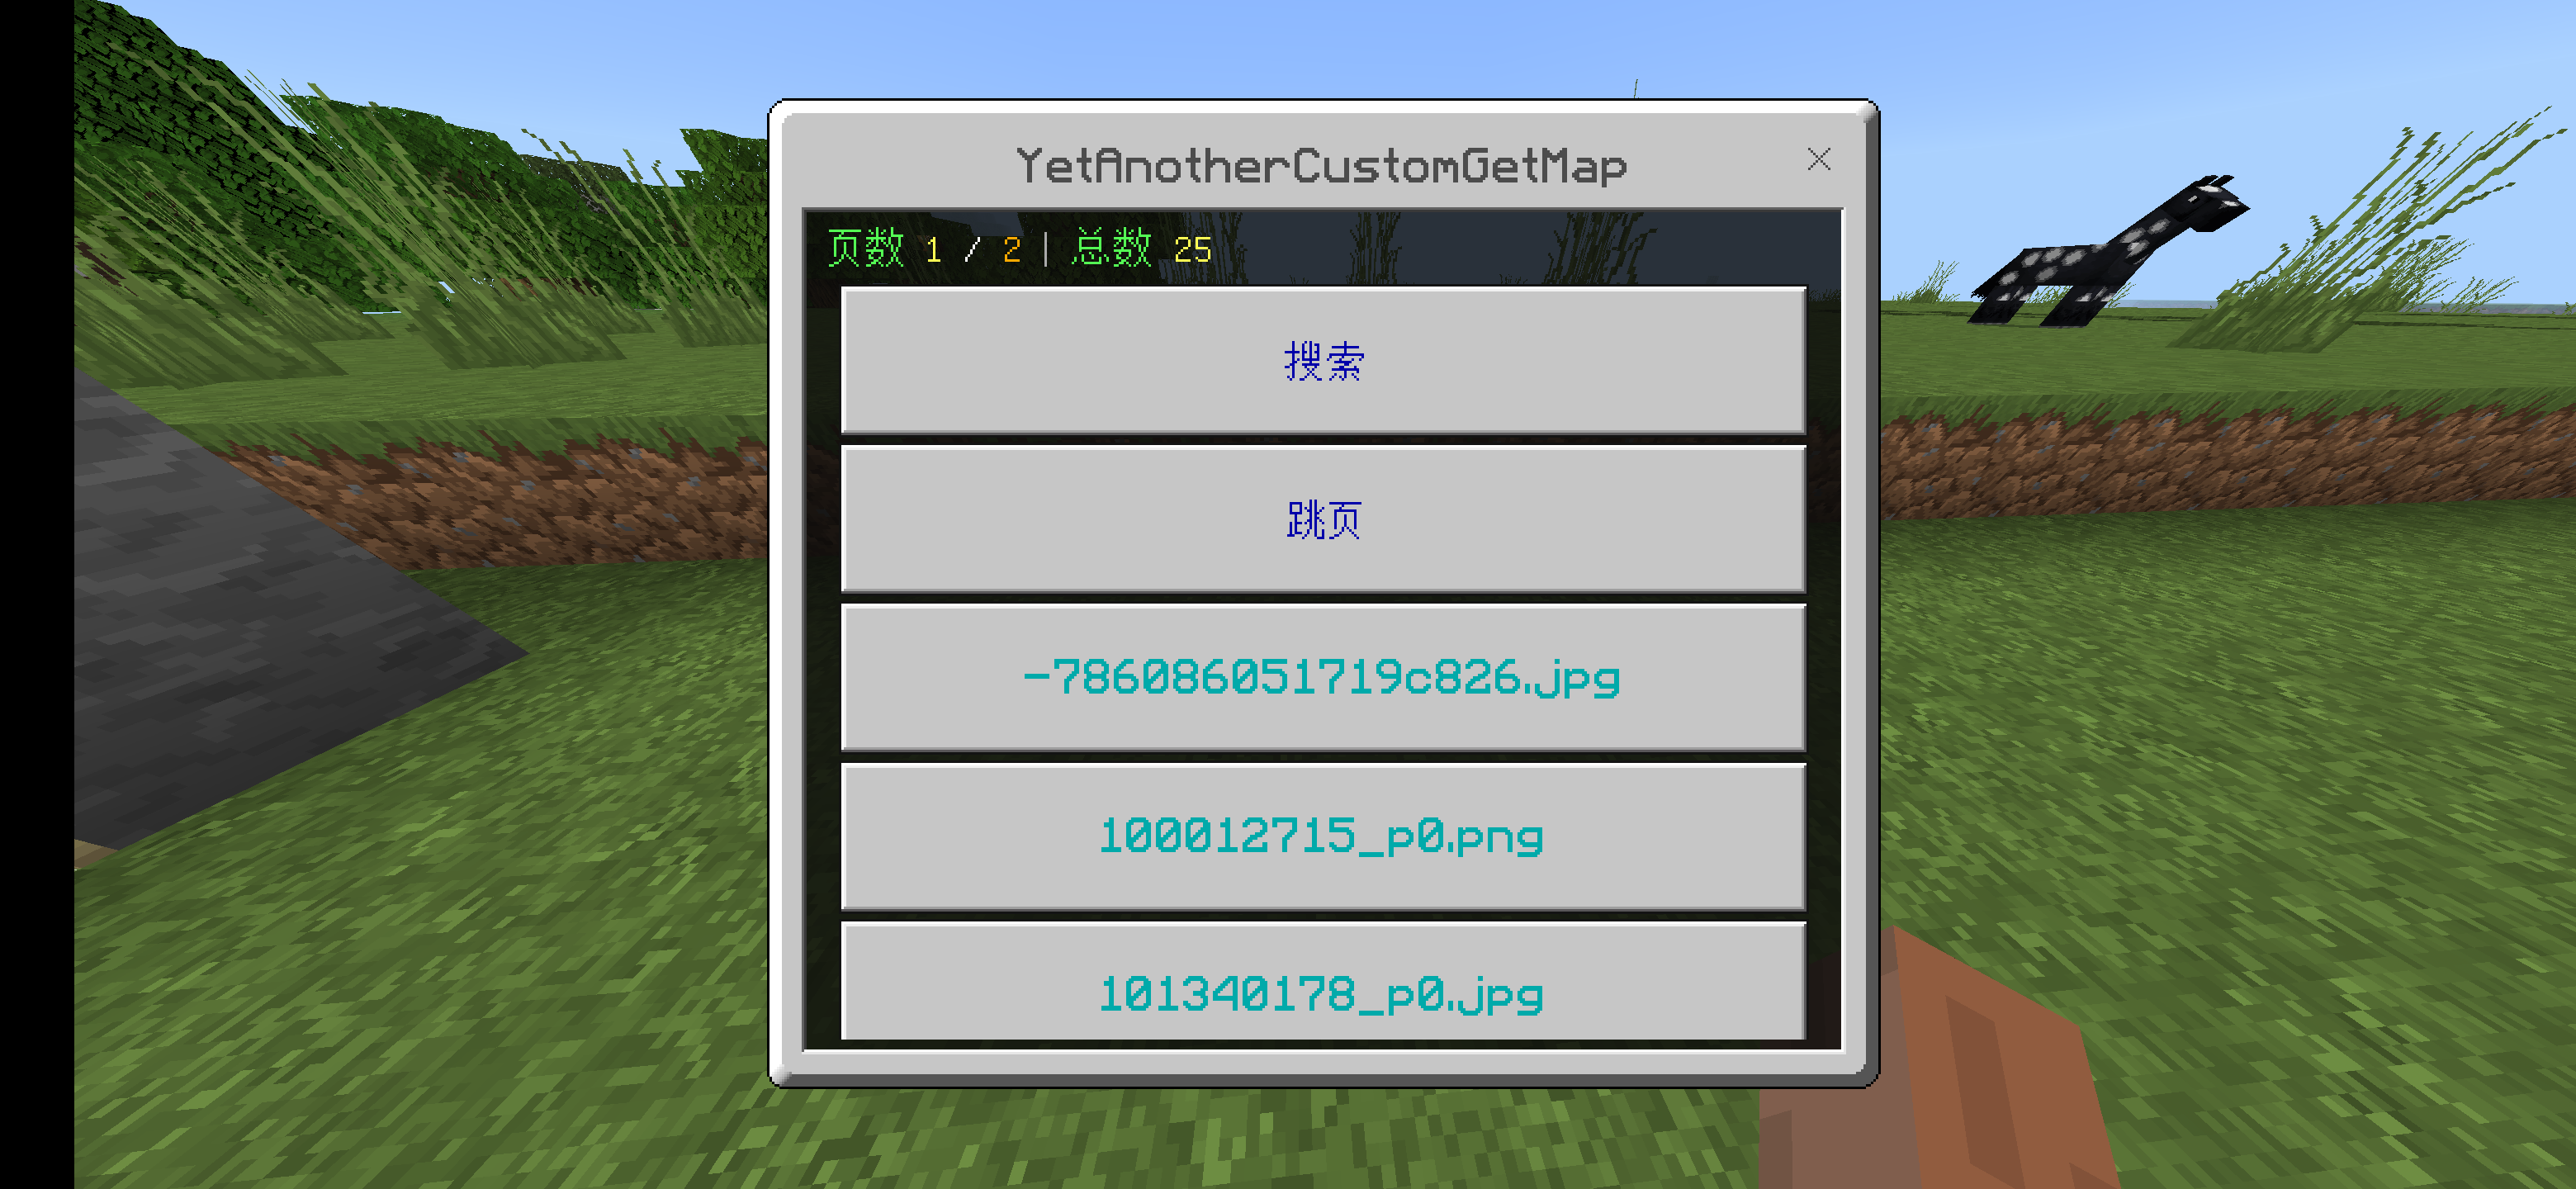 YetAnotherCustomGetMap
页数 1 / 2 | 总数 25
搜索
跳页
-786086051719c826.jpg
100012715_p0.png
101340178_p0.jpg